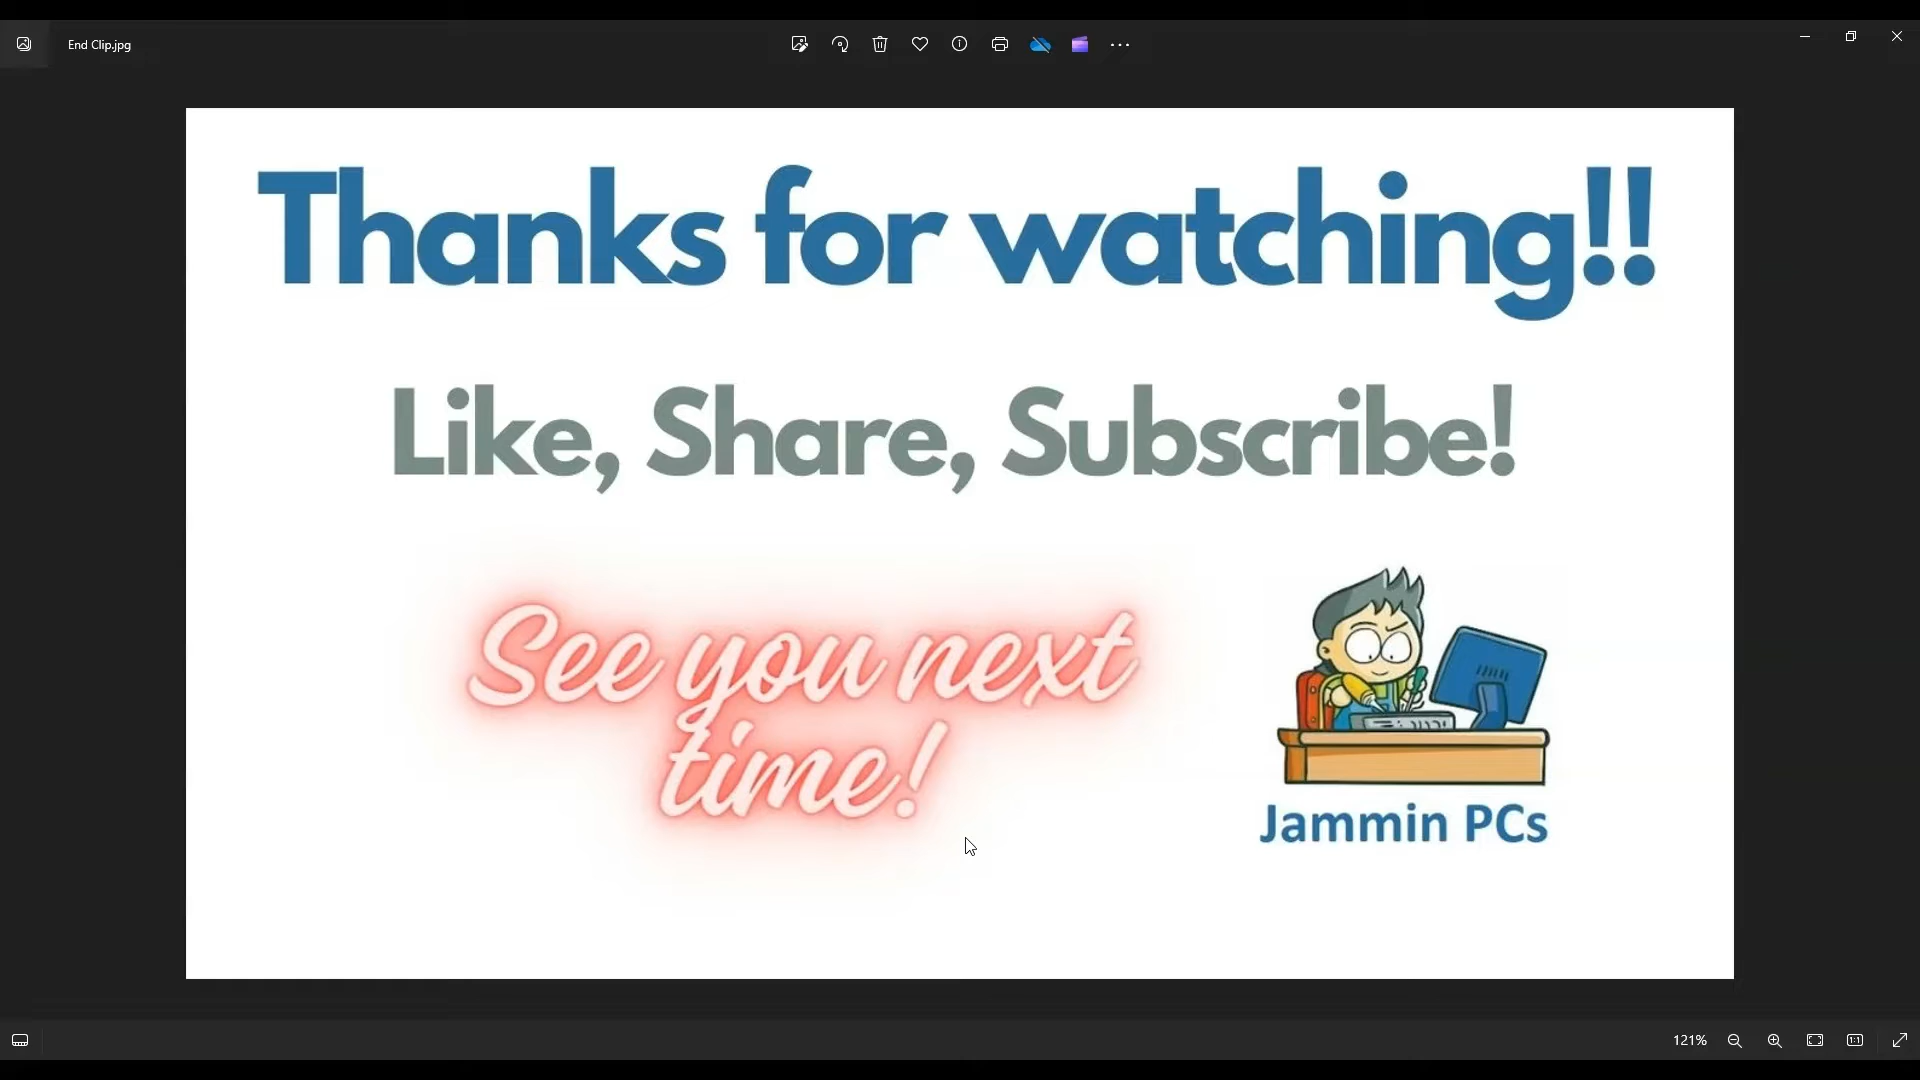 End Clip.jpg
Thanks for watching!!
Like, Share, Subscribe!
See you next
time!
Jammin PCs
121%